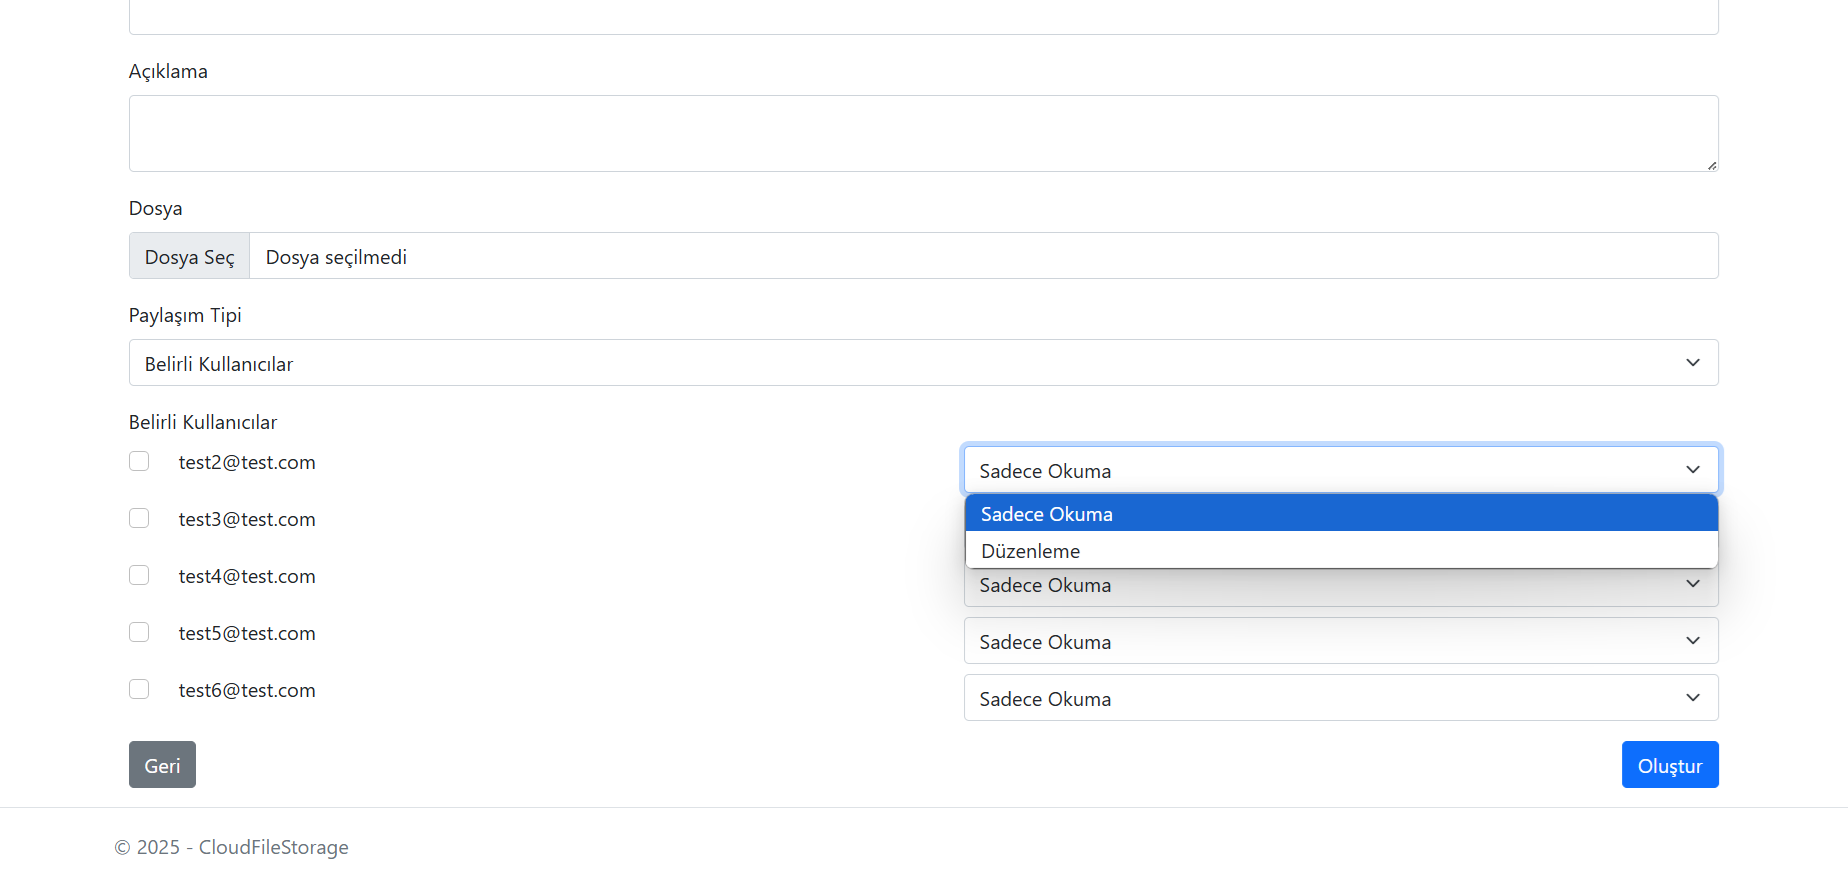 Açıklama
Dosya
Dosya Seç Dosya seçilmedi
Paylaşım Tipi
Belirli Kullanıcılar
Belirli Kullanıcılar
test2@test.com Sadece Okuma
Sadece Okuma
test3@test.com
Düzenleme
test4@test.com Sadece Okuma
test5@test.com Sadece Okuma
test6@test.com Sadece Okuma
Geri Oluştur
© 2025 - CloudFileStorage